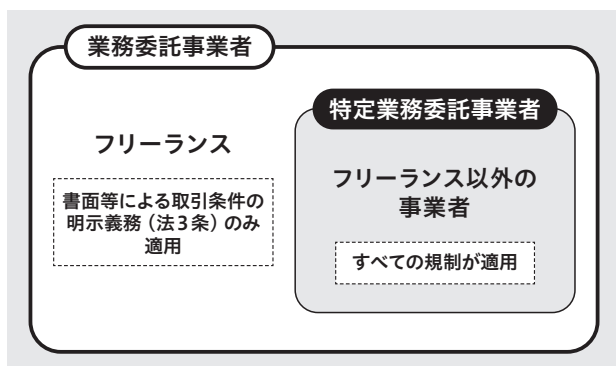 業務委託事業者
フリーランス
書面等による取引条件の
明示義務（法3条）のみ
適用
特定業務委託事業者
フリーランス以外の
事業者
すべての規制が適用